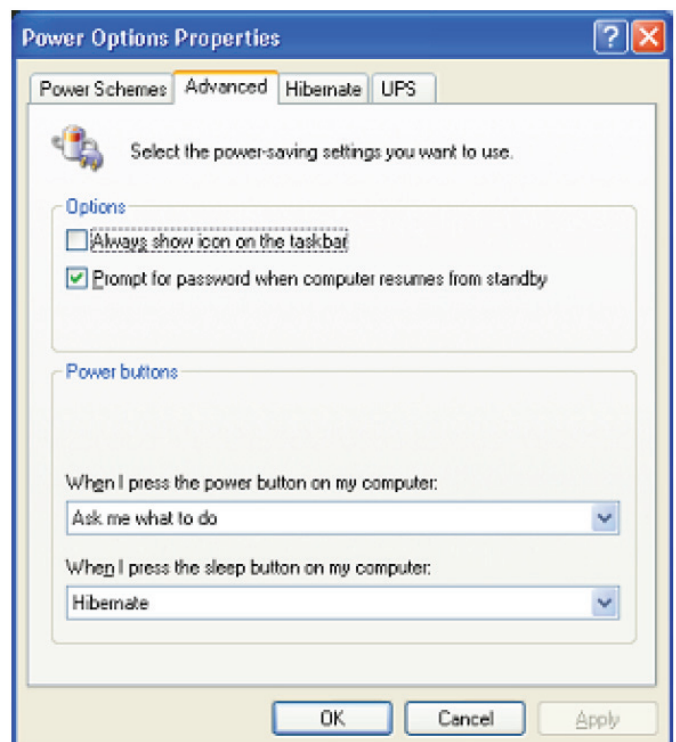 Power Options Properties
Power Schemes Advanced Hibernate UPS
Select the power-saving settings you want to use.
Options
Always show icon on the taskbar
Prompt for password when computer resumes from standby
Power buttons
When I press the power button on my computer:
Ask me what to do
When I press the sleep button on my computer:
Hibernate
OK Cancel Apply